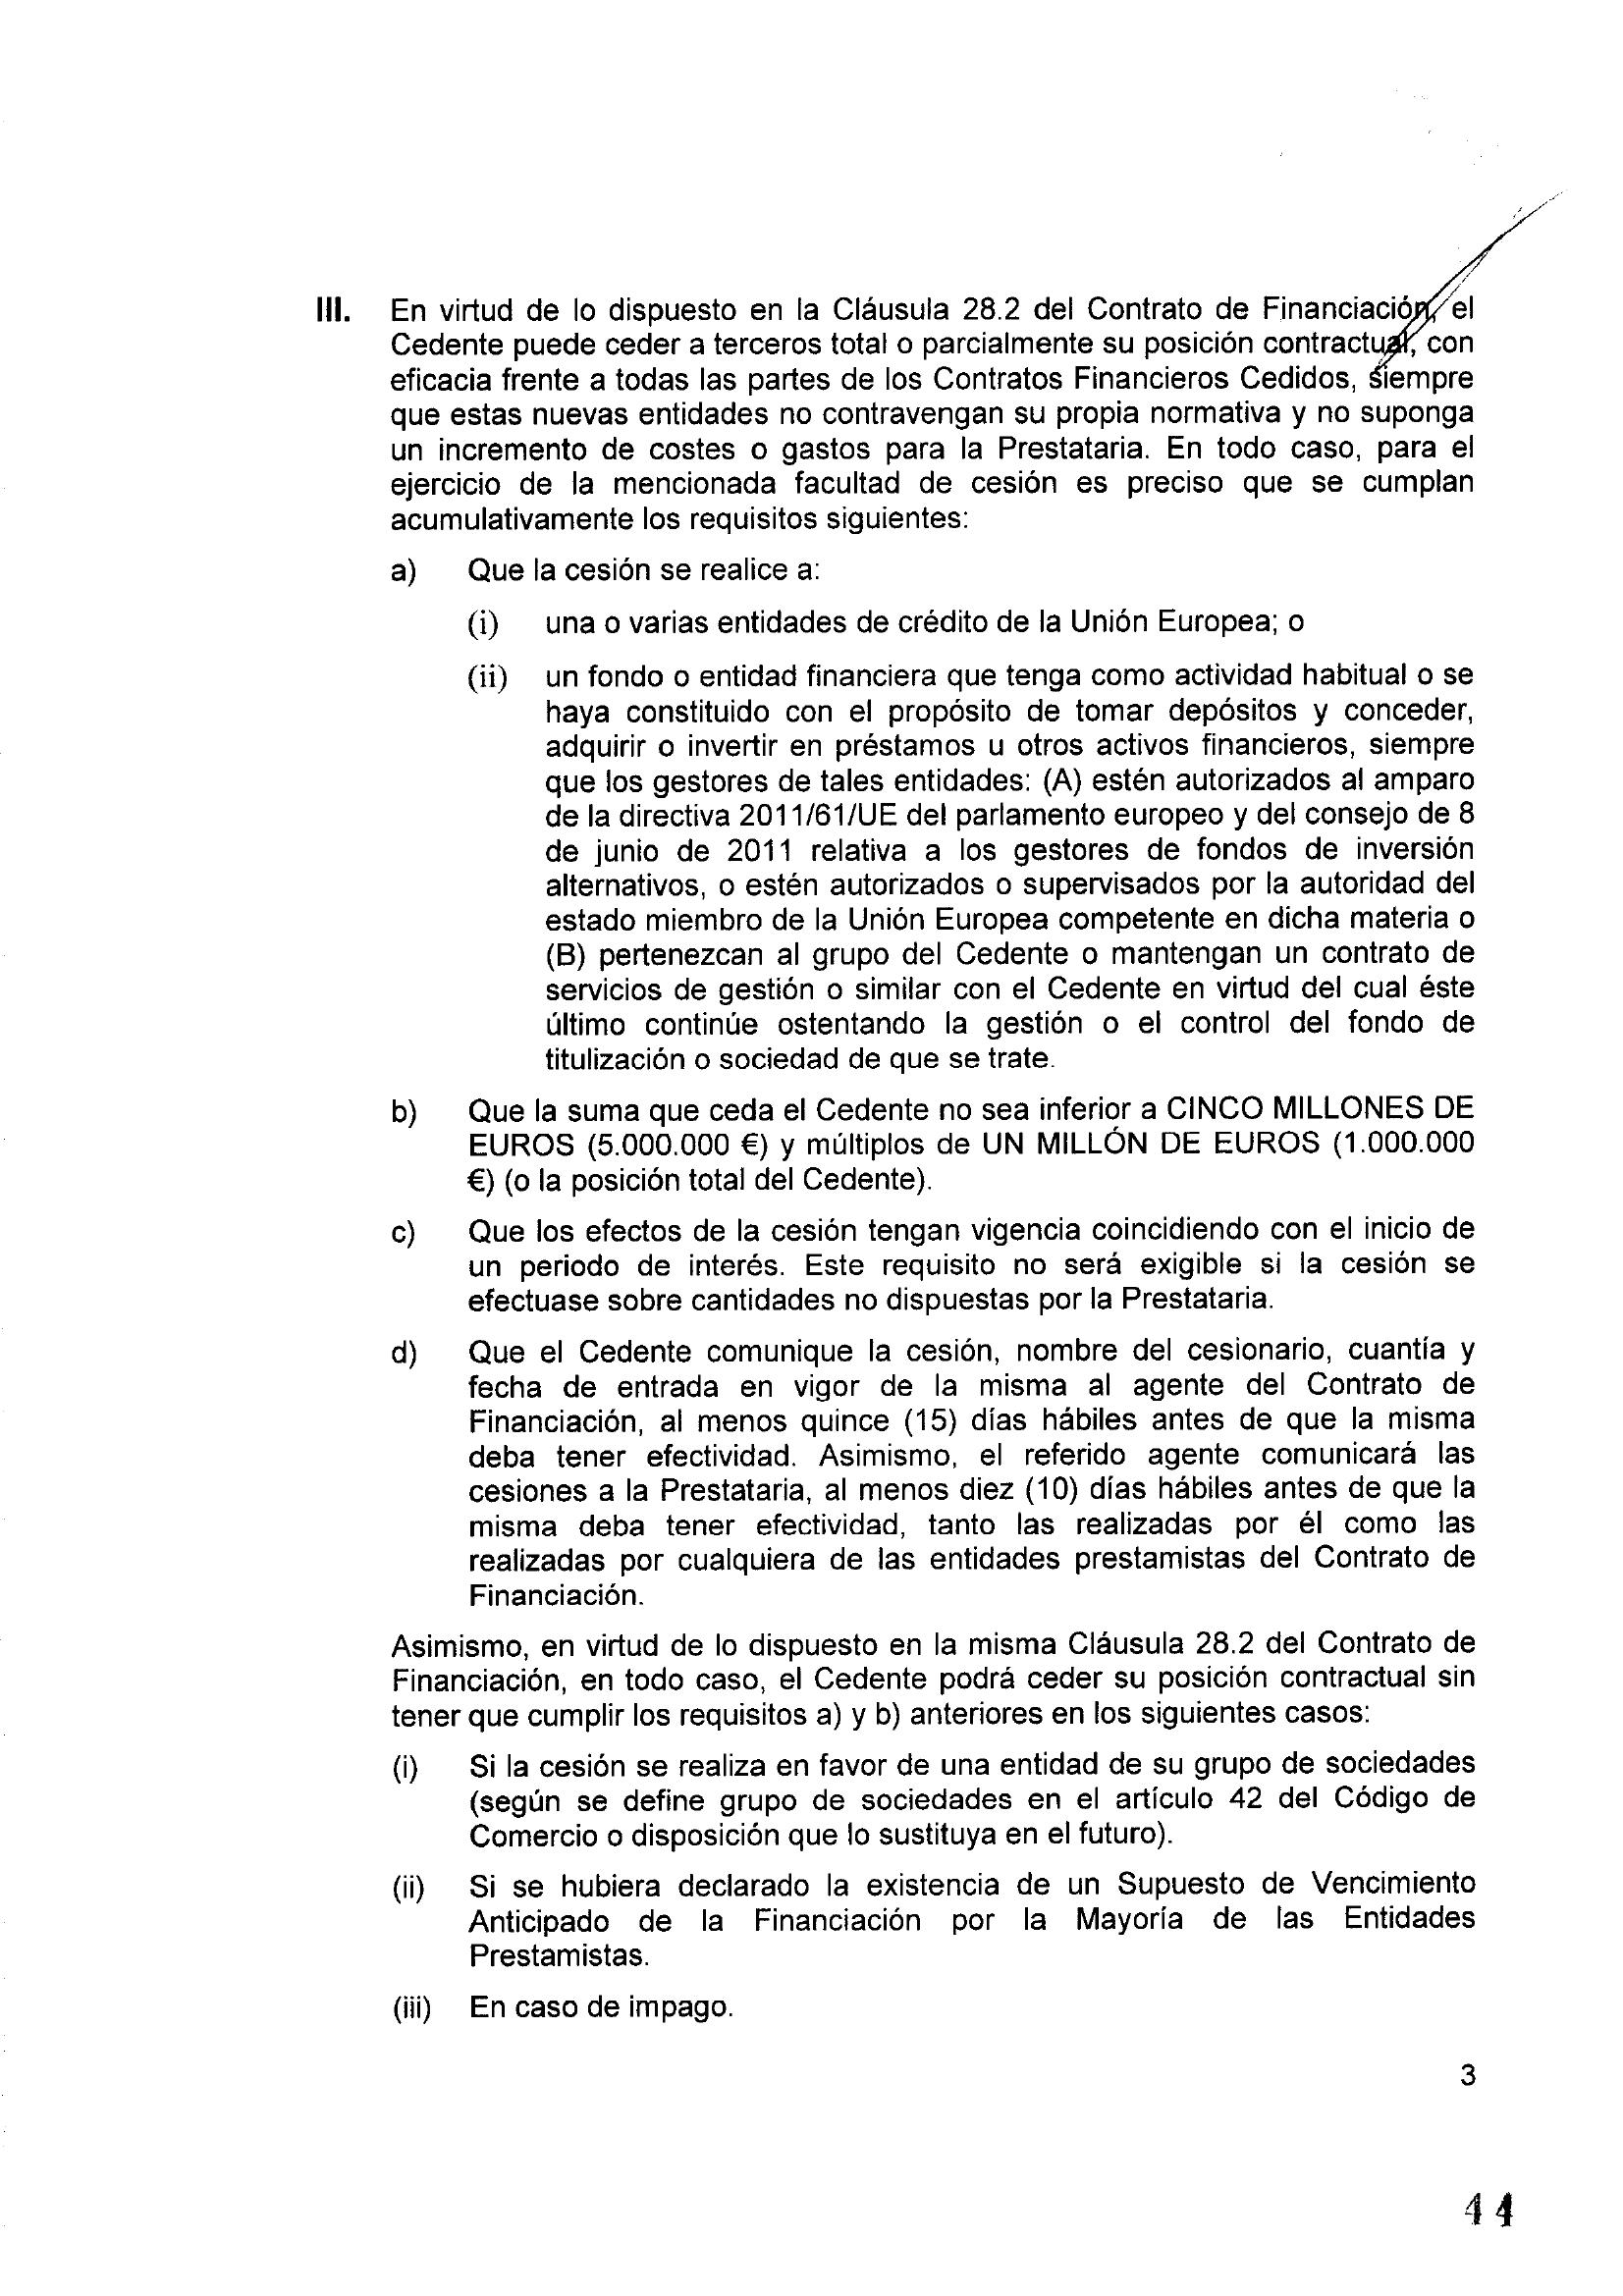 III. En virtud de lo dispuesto en la Cláusula 28.2 del Contrato de Financiación, el
Cedente puede ceder a terceros total o parcialmente su posición contractual, con
eficacia frente a todas las partes de los Contratos Financieros Cedidos, siempre
que estas nuevas entidades no contravengan su propia normativa y no suponga
un incremento de costes o gastos para la Prestataria. En todo caso, para el
ejercicio de la mencionada facultad de cesión es preciso que se cumplan
acumulativamente los requisitos siguientes:
a) Que la cesión se realice a:
(i) una o varias entidades de crédito de la Unión Europea; o
(ii) un fondo o entidad financiera que tenga como actividad habitual o se
haya constituido con el propósito de tomar depósitos y conceder,
adquirir o invertir en préstamos u otros activos financieros, siempre
que los gestores de tales entidades: (A) estén autorizados al amparo
de la directiva 2011/61/UE del parlamento europeo y del consejo de 8
de junio de 2011 relativa a los gestores de fondos de inversión
alternativos, o estén autorizados o supervisados por la autoridad del
estado miembro de la Unión Europea competente en dicha materia o
(B) pertenezcan al grupo del Cedente o mantengan un contrato de
servicios de gestión o similar con el Cedente en virtud del cual éste
último continúe ostentando la gestión o el control del fondo de
titulización o sociedad de que se trate.
b) Que la suma que ceda el Cedente no sea inferior a CINCO MILLONES DE
EUROS (5.000.000 €) y múltiplos de UN MILLÓN DE EUROS (1.000.000
€) (o la posición total del Cedente).
c) Que los efectos de la cesión tengan vigencia coincidiendo con el inicio de
un periodo de interés. Este requisito no será exigible si la cesión se
efectuase sobre cantidades no dispuestas por la Prestataria.
d) Que el Cedente comunique la cesión, nombre del cesionario, cuantía y
fecha de entrada en vigor de la misma al agente del Contrato de
Financiación, al menos quince (15) días hábiles antes de que la misma
deba tener efectividad. Asimismo, el referido agente comunicará las
cesiones a la Prestataria, al menos diez (10) días hábiles antes de que la
misma deba tener efectividad, tanto las realizadas por él como las
realizadas por cualquiera de las entidades prestamistas del Contrato de
Financiación.
Asimismo, en virtud de lo dispuesto en la misma Cláusula 28.2 del Contrato de
Financiación, en todo caso, el Cedente podrá ceder su posición contractual sin
tener que cumplir los requisitos a) y b) anteriores en los siguientes casos:
(i) Si la cesión se realiza en favor de una entidad de su grupo de sociedades
(según se define grupo de sociedades en el artículo 42 del Código de
Comercio o disposición que lo sustituya en el futuro).
(ii) Si se hubiera declarado la existencia de un Supuesto de Vencimiento
Anticipado de la Financiación por la Mayoría de las Entidades
Prestamistas.
(iii) En caso de impago.
3
44